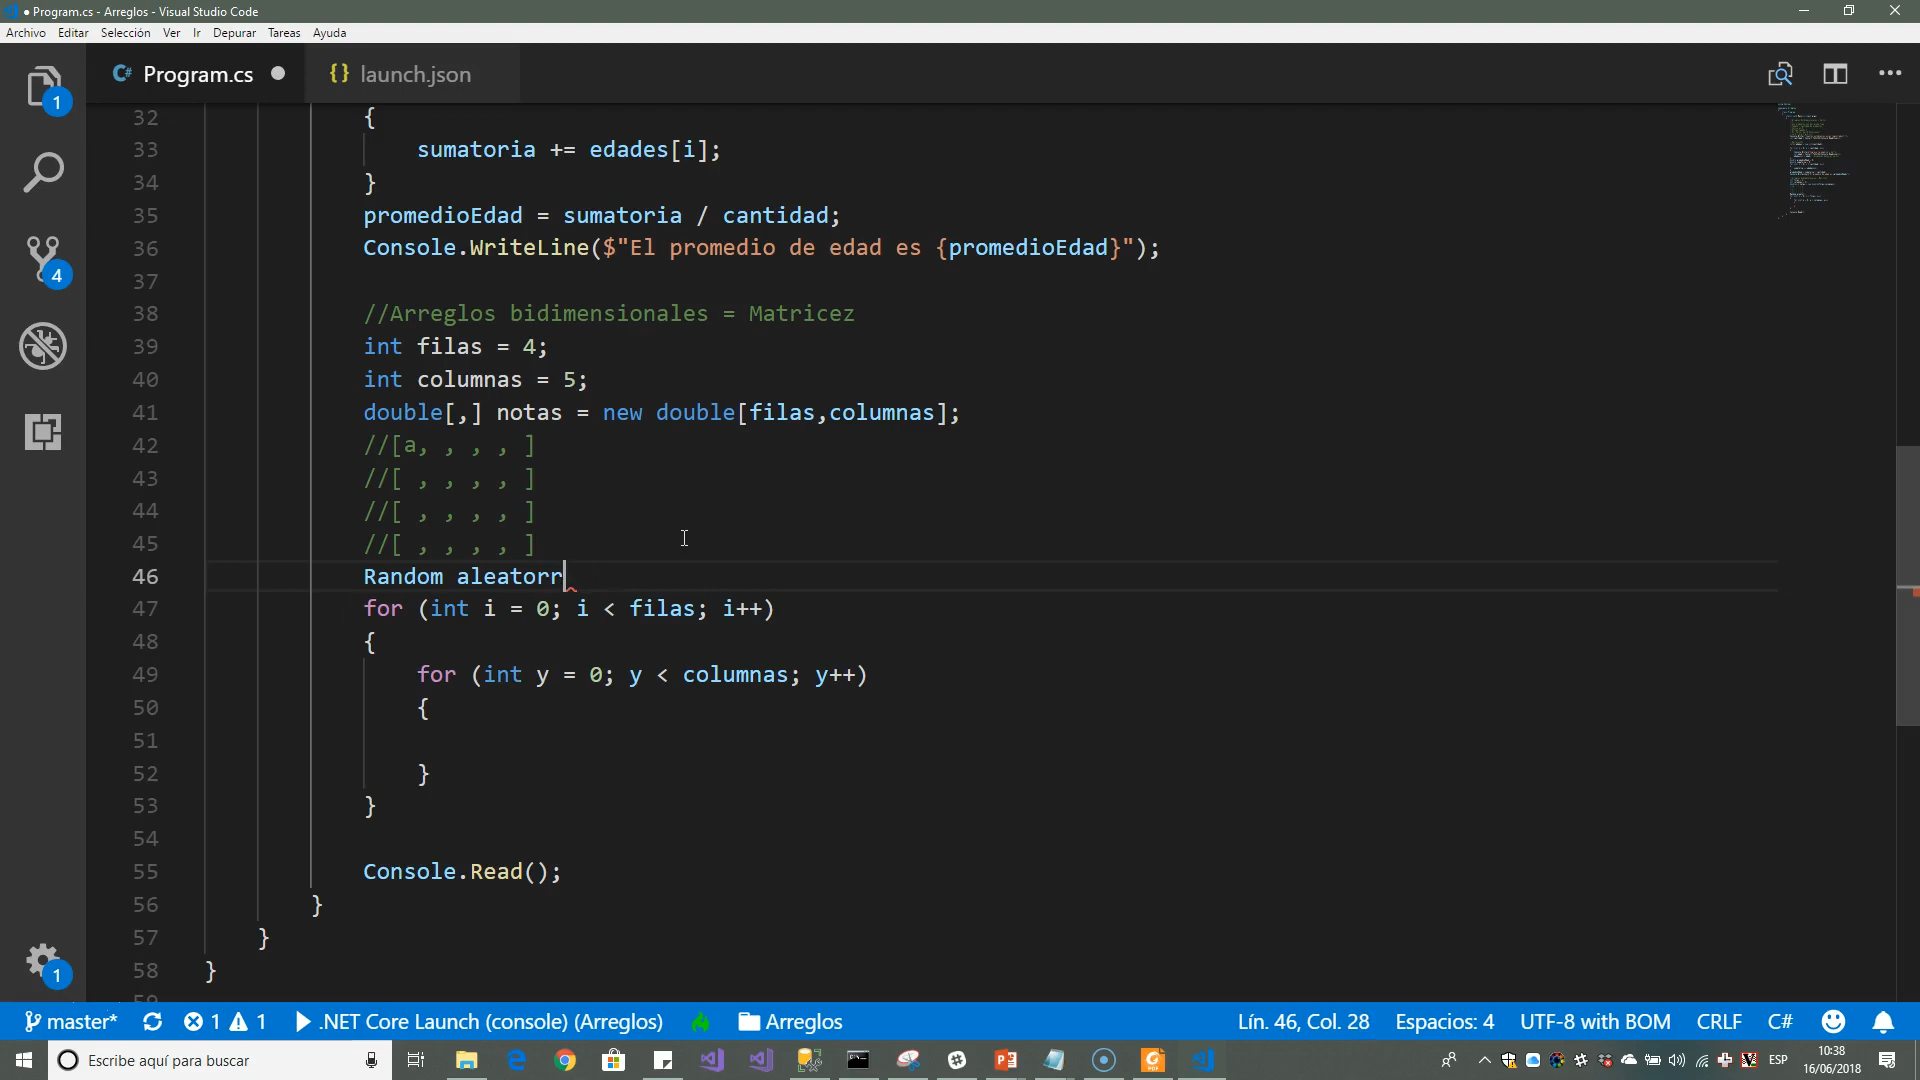 ● Program.cs - Arreglos - Visual Studio Code
Archivo Editar Selección Ver Ir Depurar Tareas Ayuda
1 C# Program.cs ● {} launch.json
32 {
33 sumatoria += edades[i];
34 }
35 promedioEdad = sumatoria / cantidad;
36 Console.WriteLine($"El promedio de edad es {promedioEdad}");
37
38 //Arreglos bidimensionales = Matricez
39 int filas = 4;
40 int columnas = 5;
41 double[,] notas = new double[filas,columnas];
42 //[a, , , , ]
43 //[ , , , , ]
44 //[ , , , , ]
45 //[ , , , , ]
46 Random aleatorr
47 for (int i = 0; i < filas; i++)
48 {
49 for (int y = 0; y < columnas; y++)
50 {
51
52 }
53 }
54
55 Console.Read();
56 }
57 }
58 }
59
4
1
master* 1 1 .NET Core Launch (console) (Arreglos) Arreglos Lín. 46, Col. 28 Espacios: 4 UTF-8 with BOM CRLF C#
Escribe aquí para buscar ESP 10:38
16/06/2018